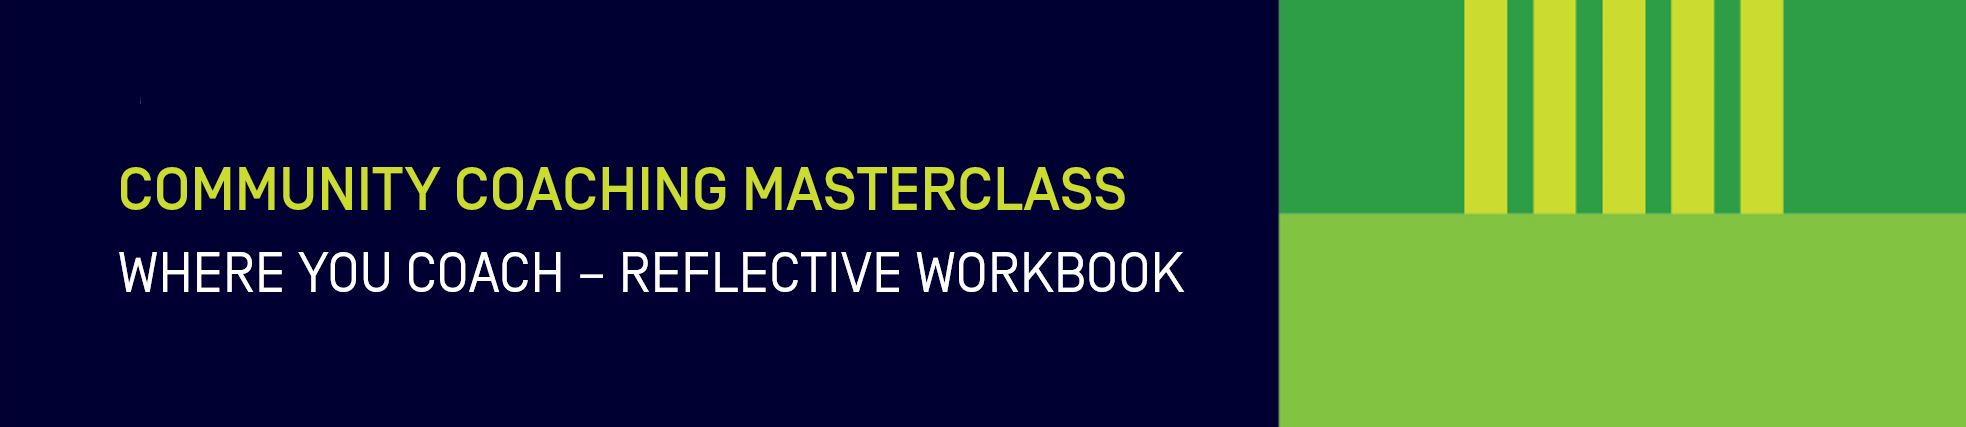 COMMUNITY COACHING MASTERCLASS
WHERE YOU COACH – REFLECTIVE WORKBOOK